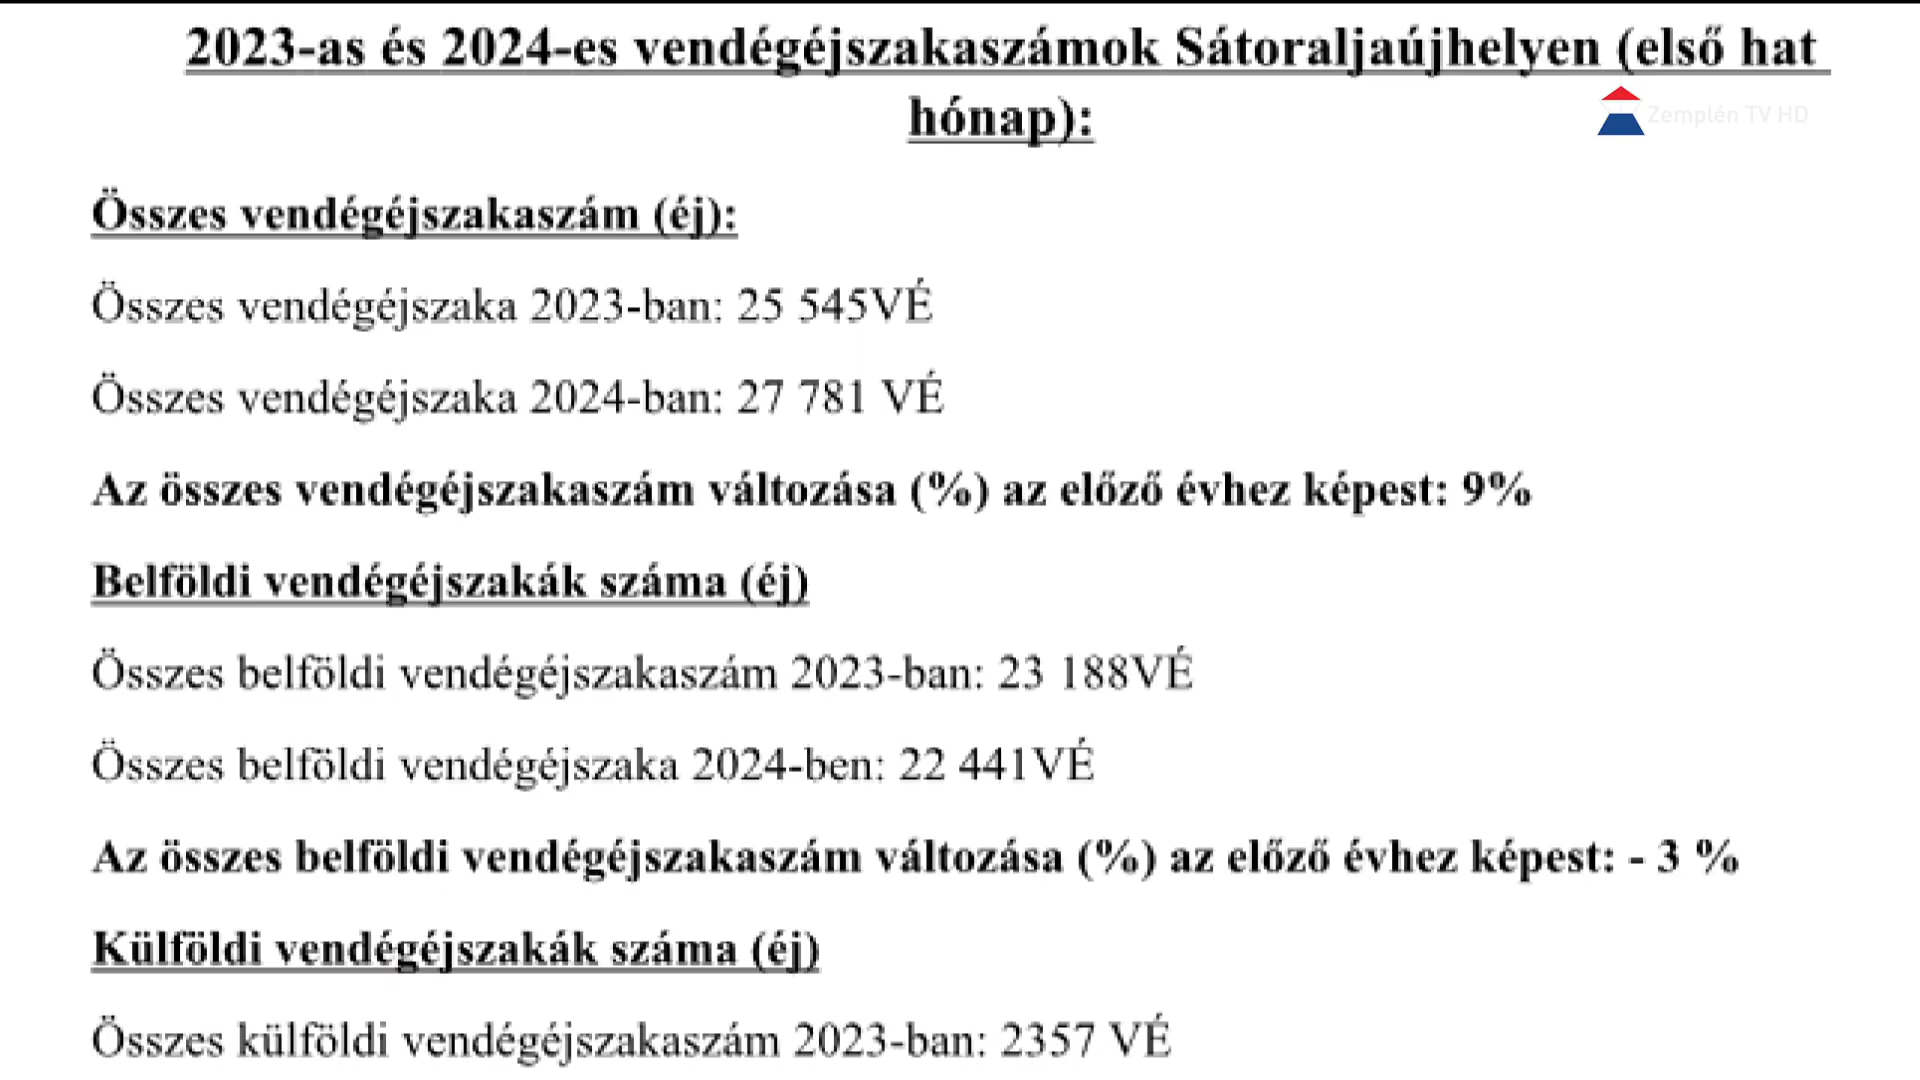 2023-as és 2024-es vendégéjszakaszámok Sátoraljaújhelyen (első hat
hónap):
Zemplén TV HD
Összes vendégéjszakaszám (éj):
Összes vendégéjszaka 2023-ban: 25 545VÉ
Összes vendégéjszaka 2024-ban: 27 781 VÉ
Az összes vendégéjszakaszám változása (%) az előző évhez képest: 9%
Belföldi vendégéjszakák száma (éj)
Összes belföldi vendégéjszakaszám 2023-ban: 23 188VÉ
Összes belföldi vendégéjszaka 2024-ben: 22 441VÉ
Az összes belföldi vendégéjszakaszám változása (%) az előző évhez képest: - 3 %
Külföldi vendégéjszakák száma (éj)
Összes külföldi vendégéjszakaszám 2023-ban: 2357 VÉ